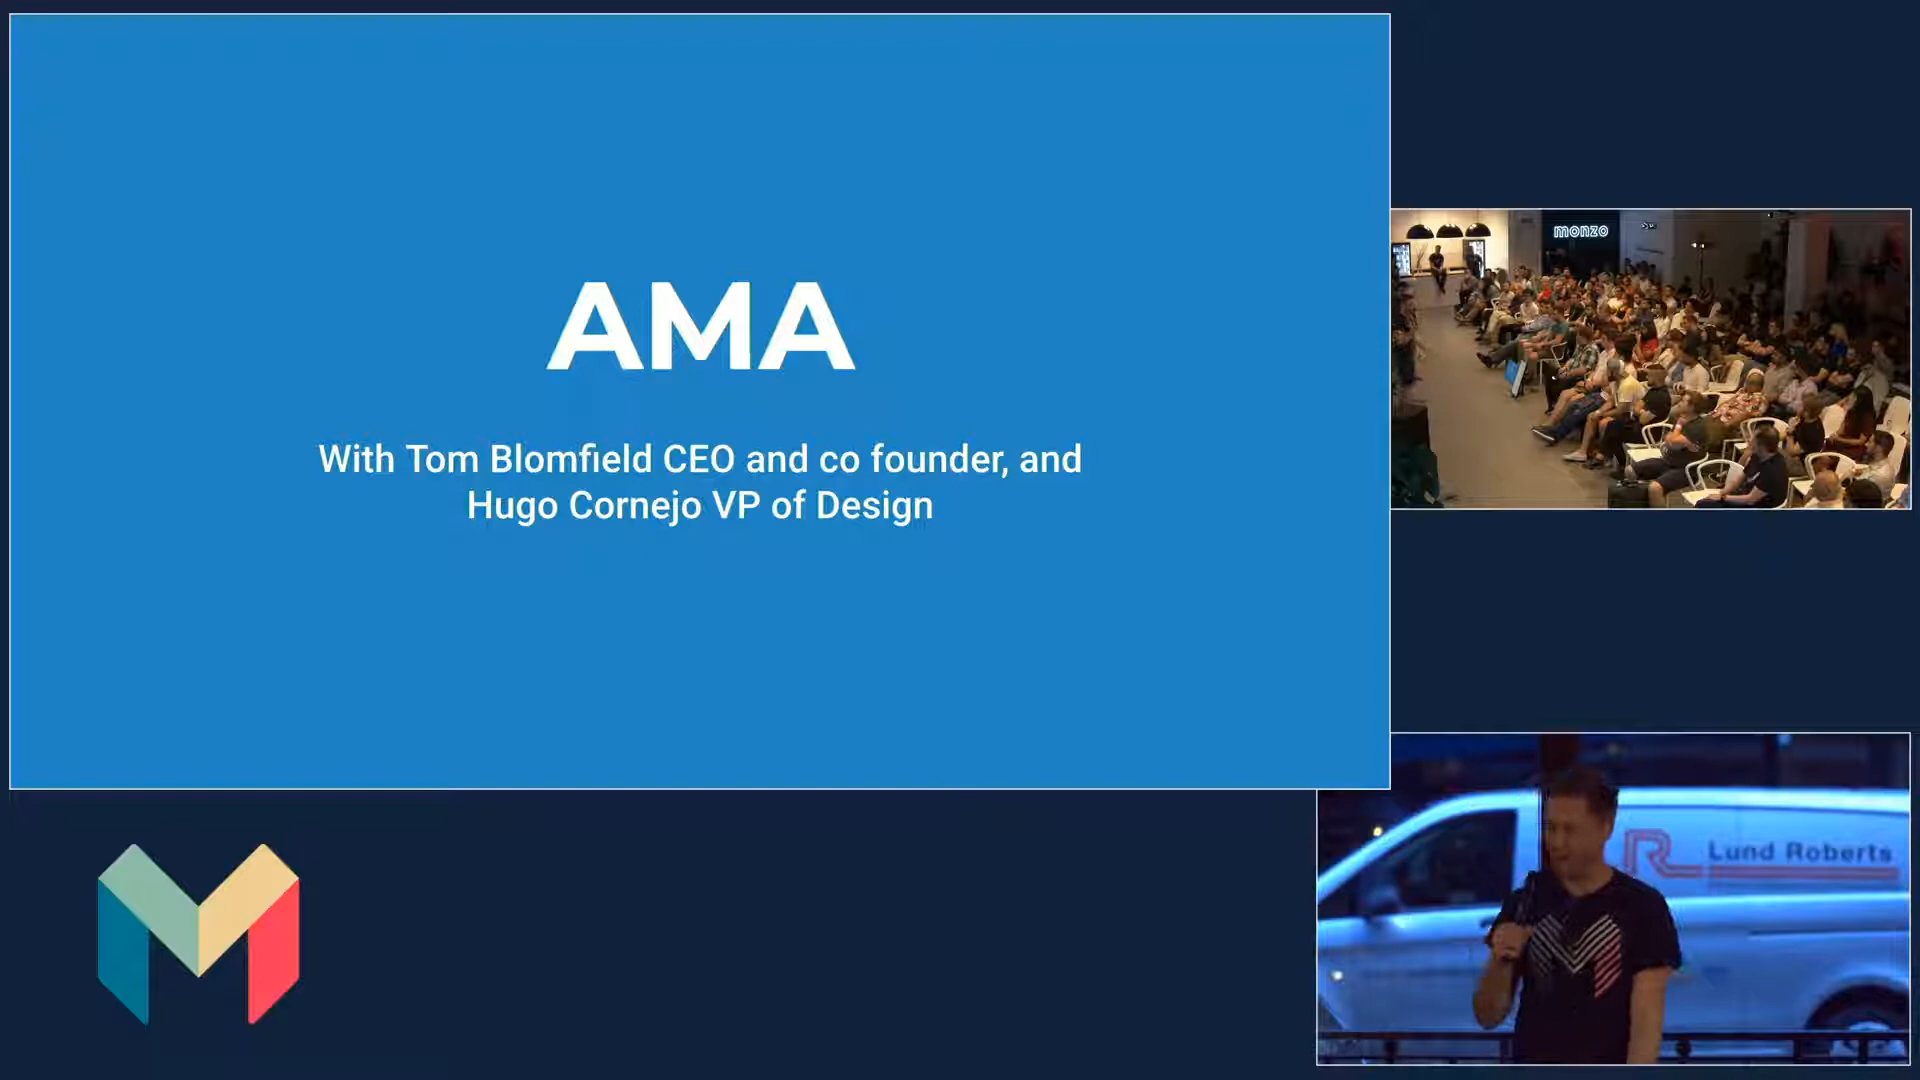 AMA
With Tom Blomfield CEO and co founder, and
Hugo Cornejo VP of Design
monzo
Lund Roberts